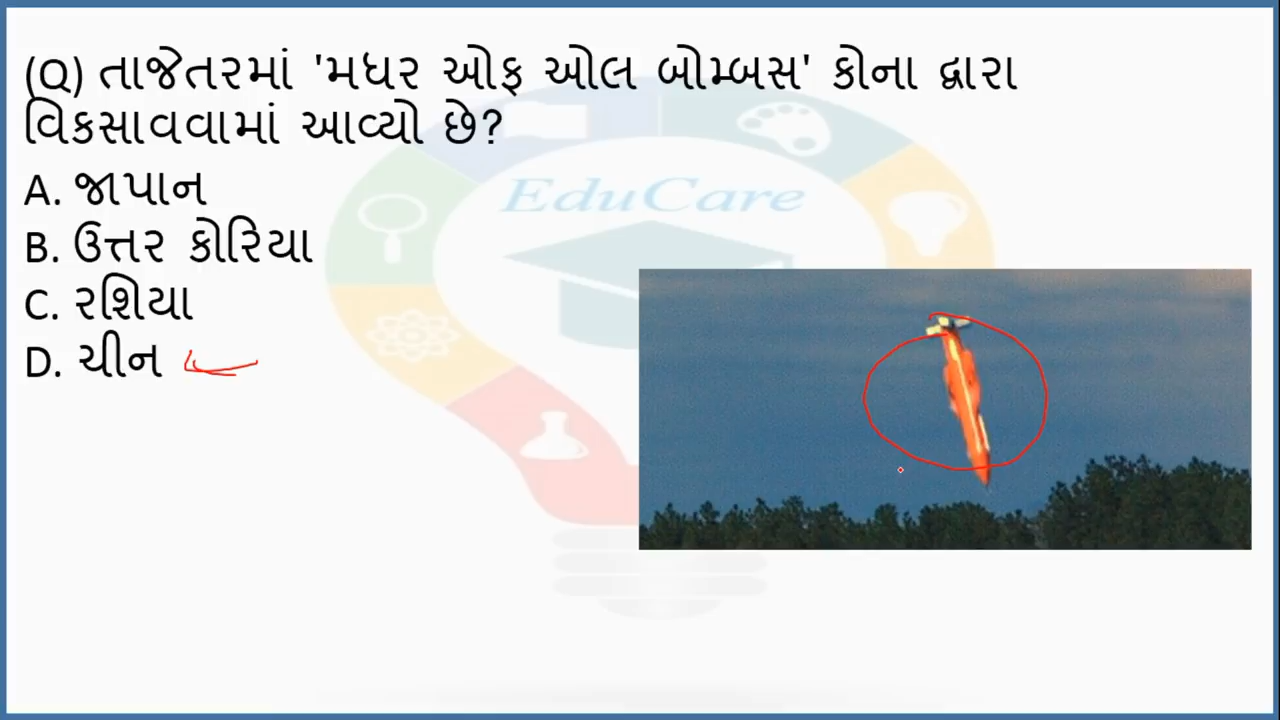 (Q) તાજેતરમાં 'મધર ઓફ ઓલ બોમ્બસ' કોના દ્વારા
વિકસાવવામાં આવ્યો છે?
EduCare
A. જાપાન
B. ઉત્તર કોરિયા
C. રશિયા
D. ચીન